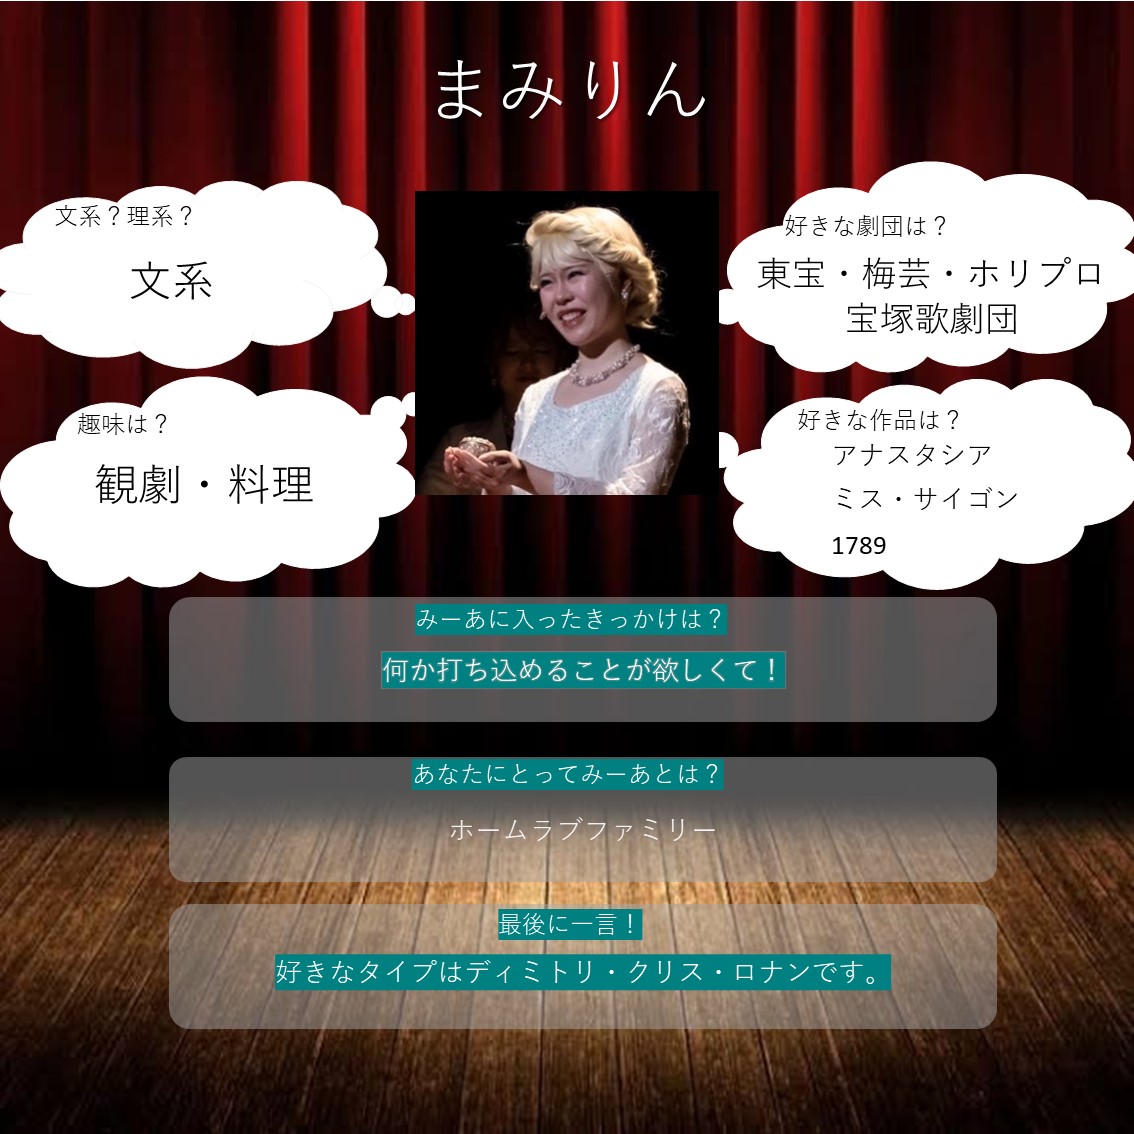 まみりん
文系？理系？
文系
趣味は？
観劇・料理
好きな劇団は？
東宝・梅芸・ホリプロ
宝塚歌劇団
好きな作品は？
アナスタシア
ミス・サイゴン
1789
みーあに入ったきっかけは？
何か打ち込めることが欲しくて！
あなたにとってみーあとは？
ホームラブファミリー
最後に一言！
好きなタイプはディミトリ・クリス・ロナンです。